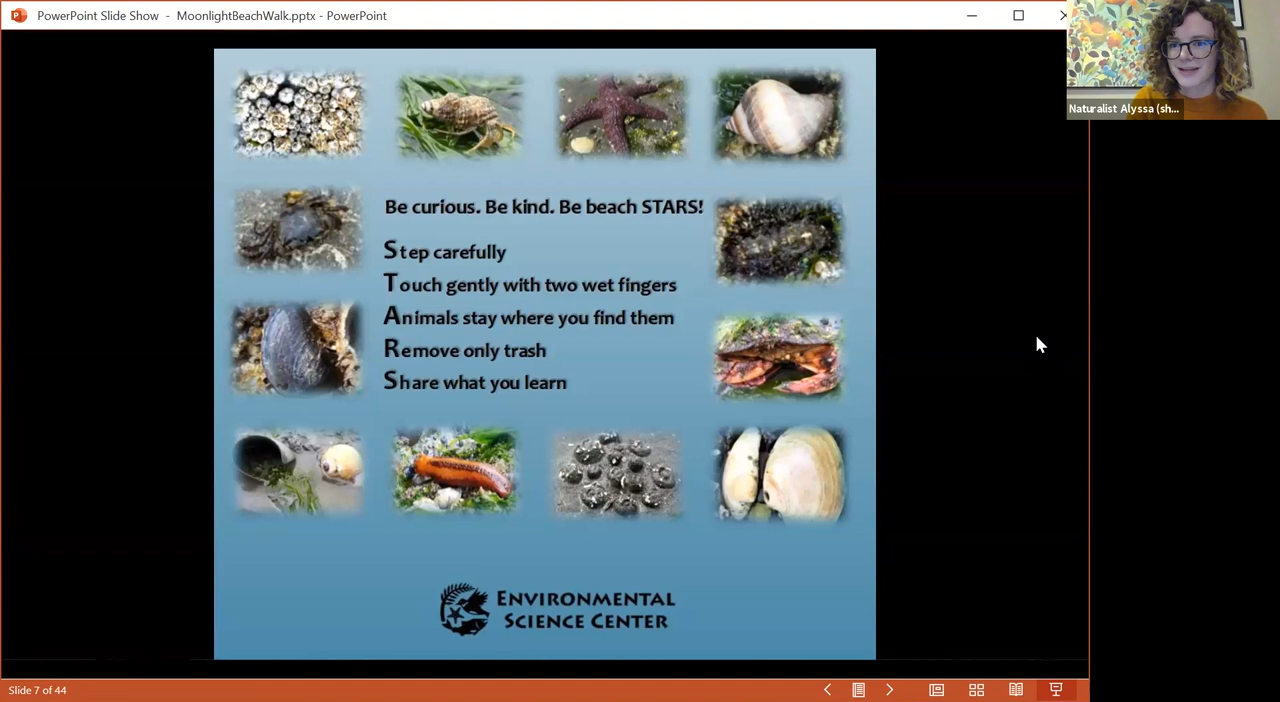 PowerPoint Slide Show - MoonlightBeachWalk.pptx - PowerPoint
Naturalist Alyssa (sh...
Be curious. Be kind. Be beach STARS!
Step carefully
Touch gently with two wet fingers
Animals stay where you find them
Remove only trash
Share what you learn
ENVIRONMENTAL
SCIENCE CENTER
Slide 7 of 44